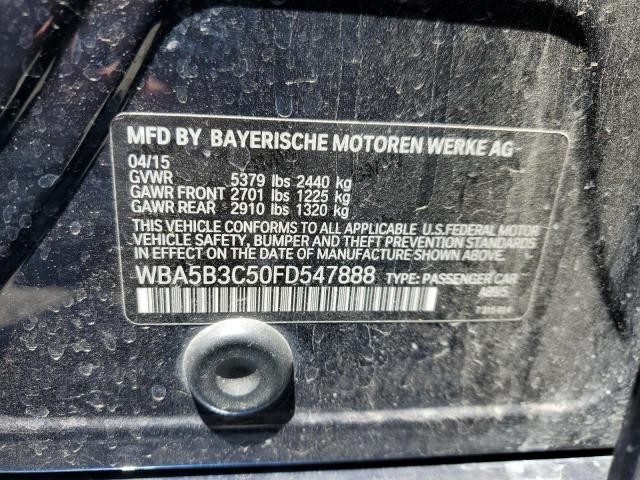 MFD BY BAYERISCHE MOTOREN WERKE AG
04/15
GVWR 5379 lbs 2440 kg
GAWR FRONT 2701 lbs 1225 kg
GAWR REAR 2910 lbs 1320 kg
THIS VEHICLE CONFORMS TO ALL APPLICABLE U.S.FEDERAL MOTOR
VEHICLE SAFETY, BUMPER, AND THEFT PREVENTION STANDARDS
IN EFFECT ON THE DATE OF MANUFACTURE SHOWN ABOVE.
WBA5B3C50FD547888 TYPE: PASSENGER CAR